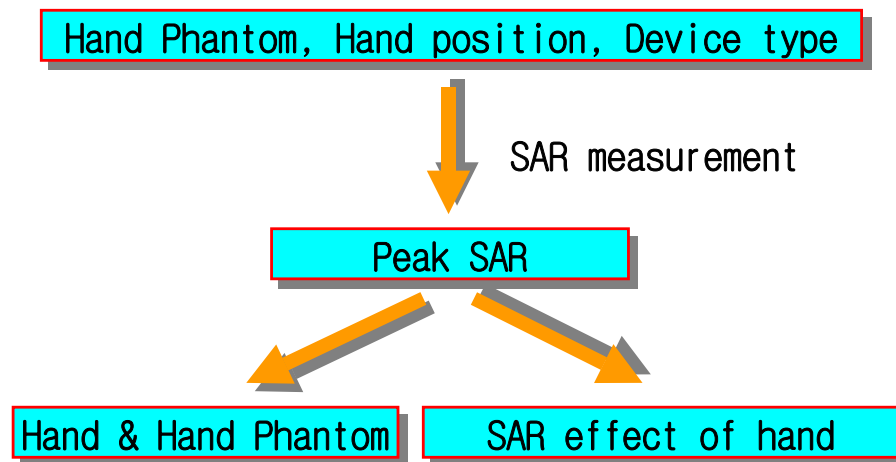 Hand Phantom, Hand position, Device type
SAR measurement
Peak SAR
Hand & Hand Phantom
SAR effect of hand